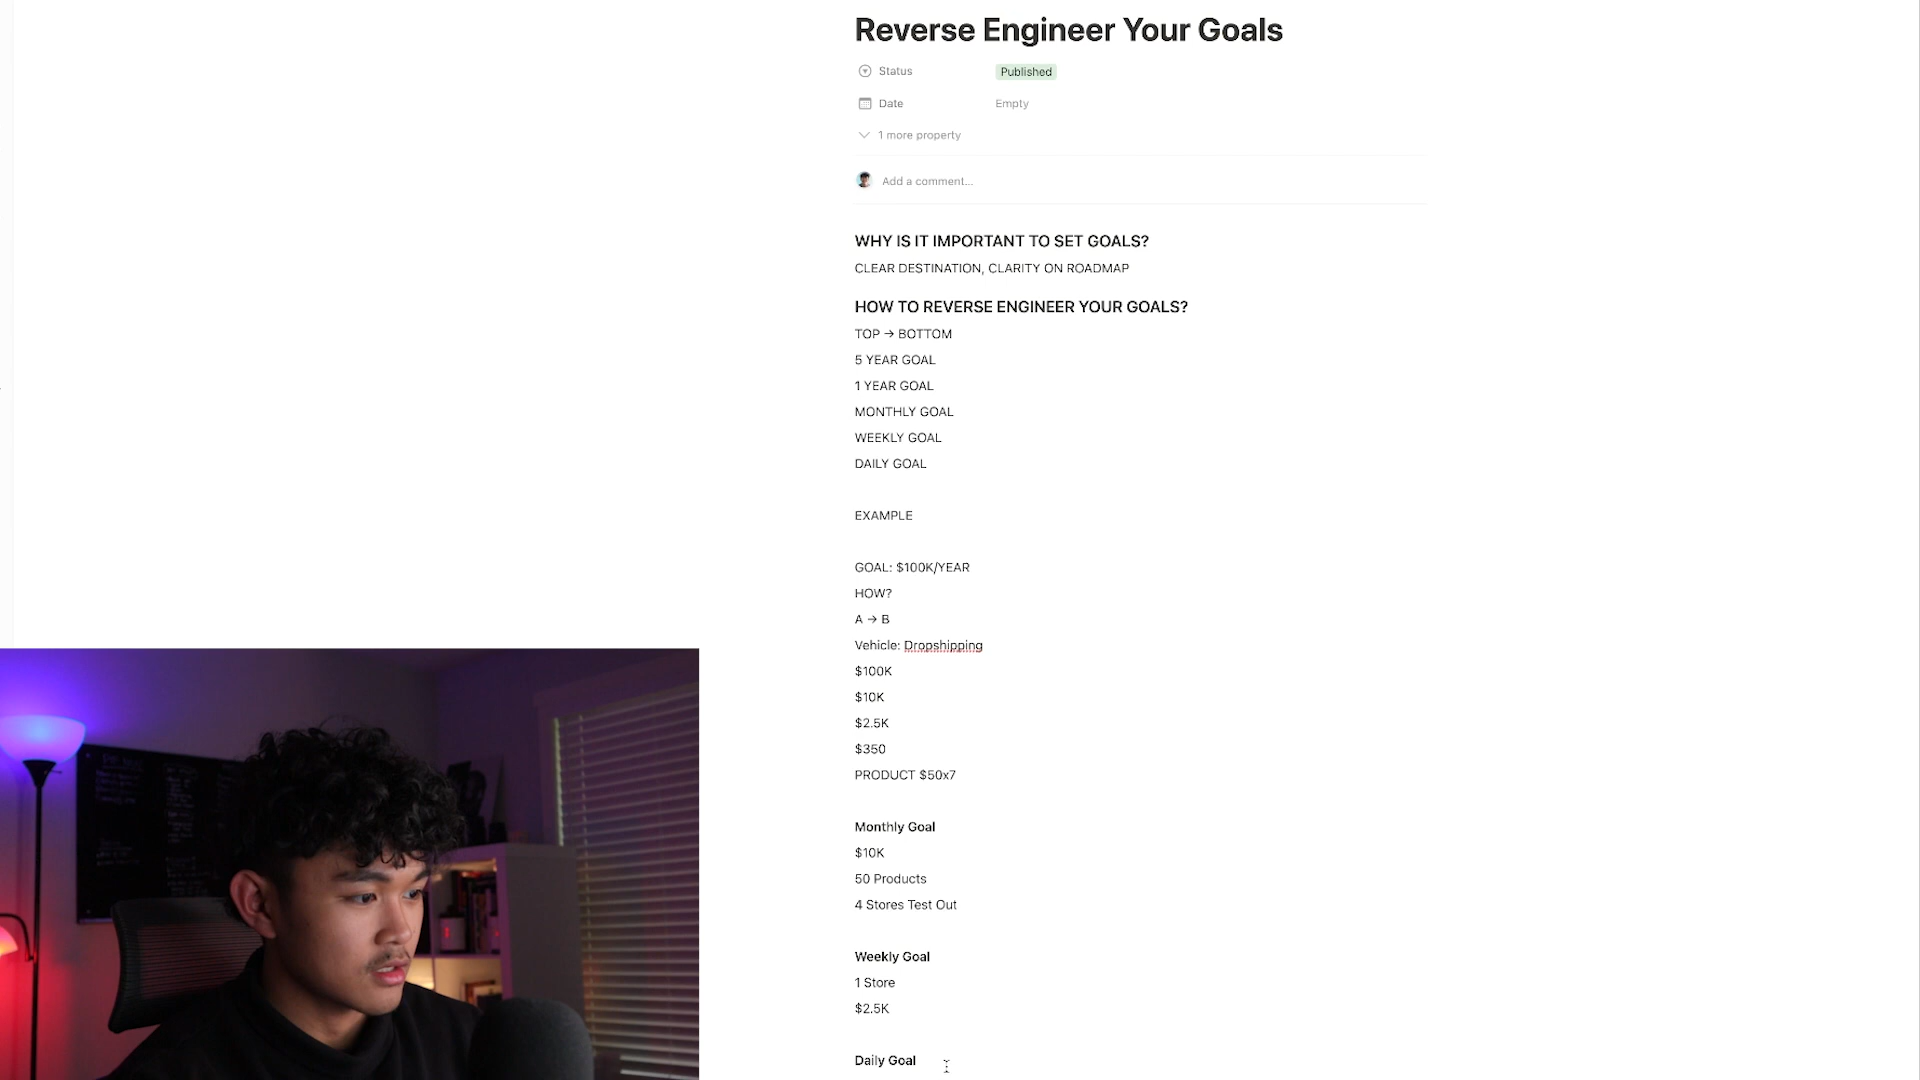 Reverse Engineer Your Goals
Status Published
Date Empty
1 more property
Add a comment...
WHY IS IT IMPORTANT TO SET GOALS?
CLEAR DESTINATION, CLARITY ON ROADMAP
HOW TO REVERSE ENGINEER YOUR GOALS?
TOP → BOTTOM
5 YEAR GOAL
1 YEAR GOAL
MONTHLY GOAL
WEEKLY GOAL
DAILY GOAL
EXAMPLE
GOAL: $100K/YEAR
HOW?
A → B
Vehicle: Dropshipping
$100K
$10K
$2.5K
$350
PRODUCT $50x7
Monthly Goal
$10K
50 Products
4 Stores Test Out
Weekly Goal
1 Store
$2.5K
Daily Goal